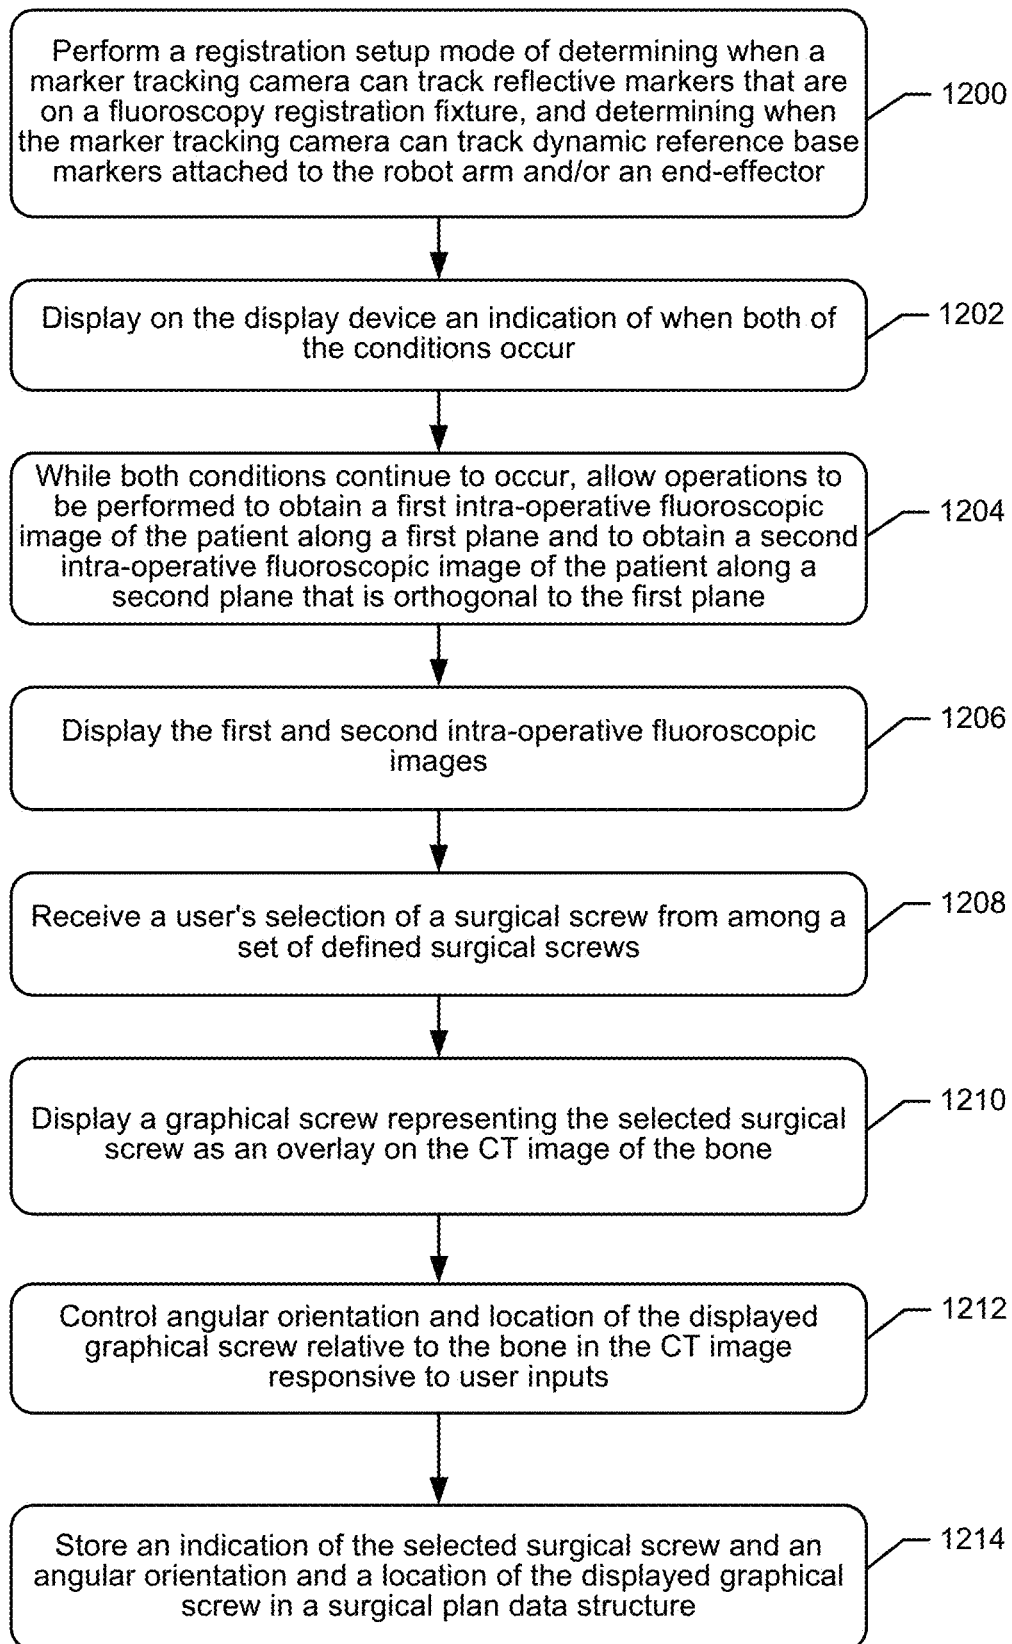 Perform a registration setup mode of determining when a
marker tracking camera can track reflective markers that are
on a fluoroscopy registration fixture, and determining when
the marker tracking camera can track dynamic reference base
markers attached to the robot arm and/or an end-effector
1200
Display on the display device an indication of when both of
the conditions occur
1202
While both conditions continue to occur, allow operations to
be performed to obtain a first intra-operative fluoroscopic
image of the patient along a first plane and to obtain a second
intra-operative fluoroscopic image of the patient along a
second plane that is orthogonal to the first plane
1204
Display the first and second intra-operative fluoroscopic
images
1206
Receive a user's selection of a surgical screw from among a
set of defined surgical screws
1208
Display a graphical screw representing the selected surgical
screw as an overlay on the CT image of the bone
1210
Control angular orientation and location of the displayed
graphical screw relative to the bone in the CT image
responsive to user inputs
1212
Store an indication of the selected surgical screw and an
angular orientation and a location of the displayed graphical
screw in a surgical plan data structure
1214